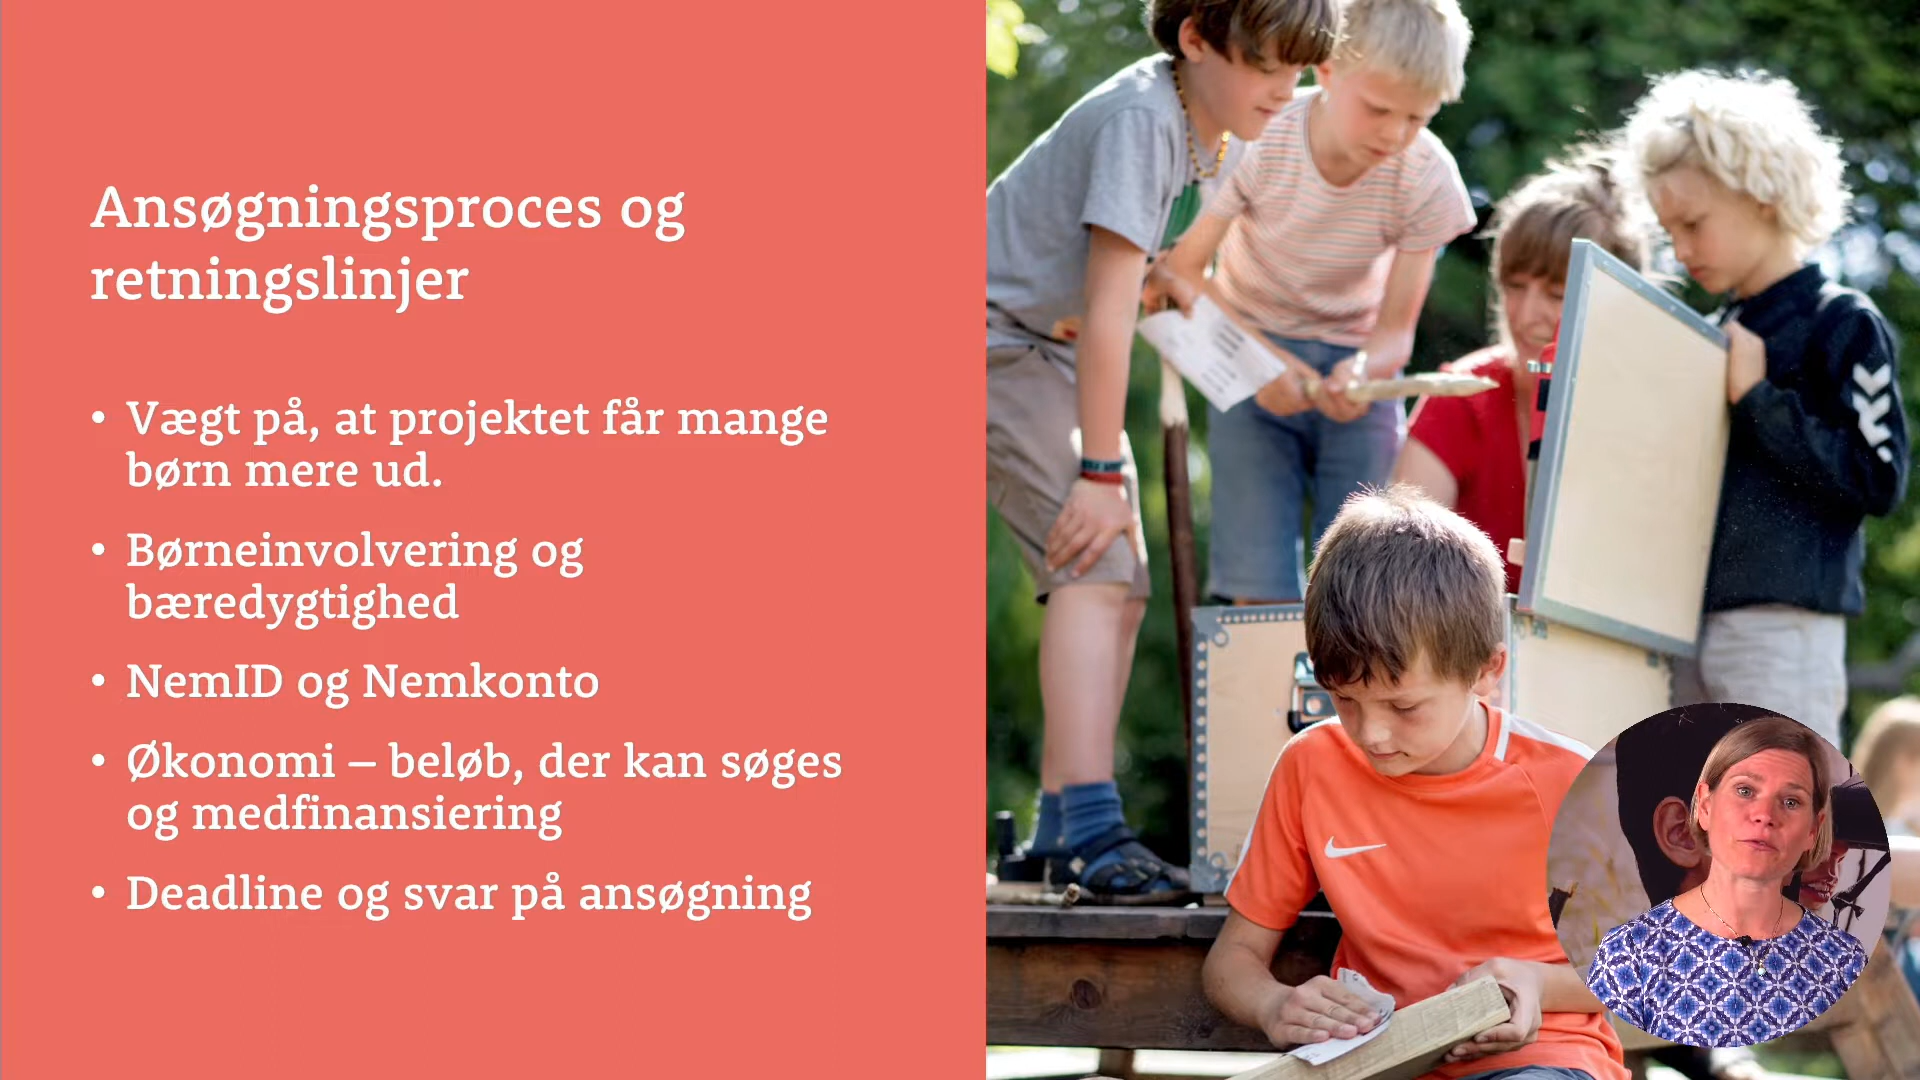 Ansøgningsproces og
retningslinjer
• Vægt på, at projektet får mange
børn mere ud.
• Børneinvolvering og
bæredygtighed
• NemID og Nemkonto
• Økonomi – beløb, der kan søges
og medfinansiering
• Deadline og svar på ansøgning